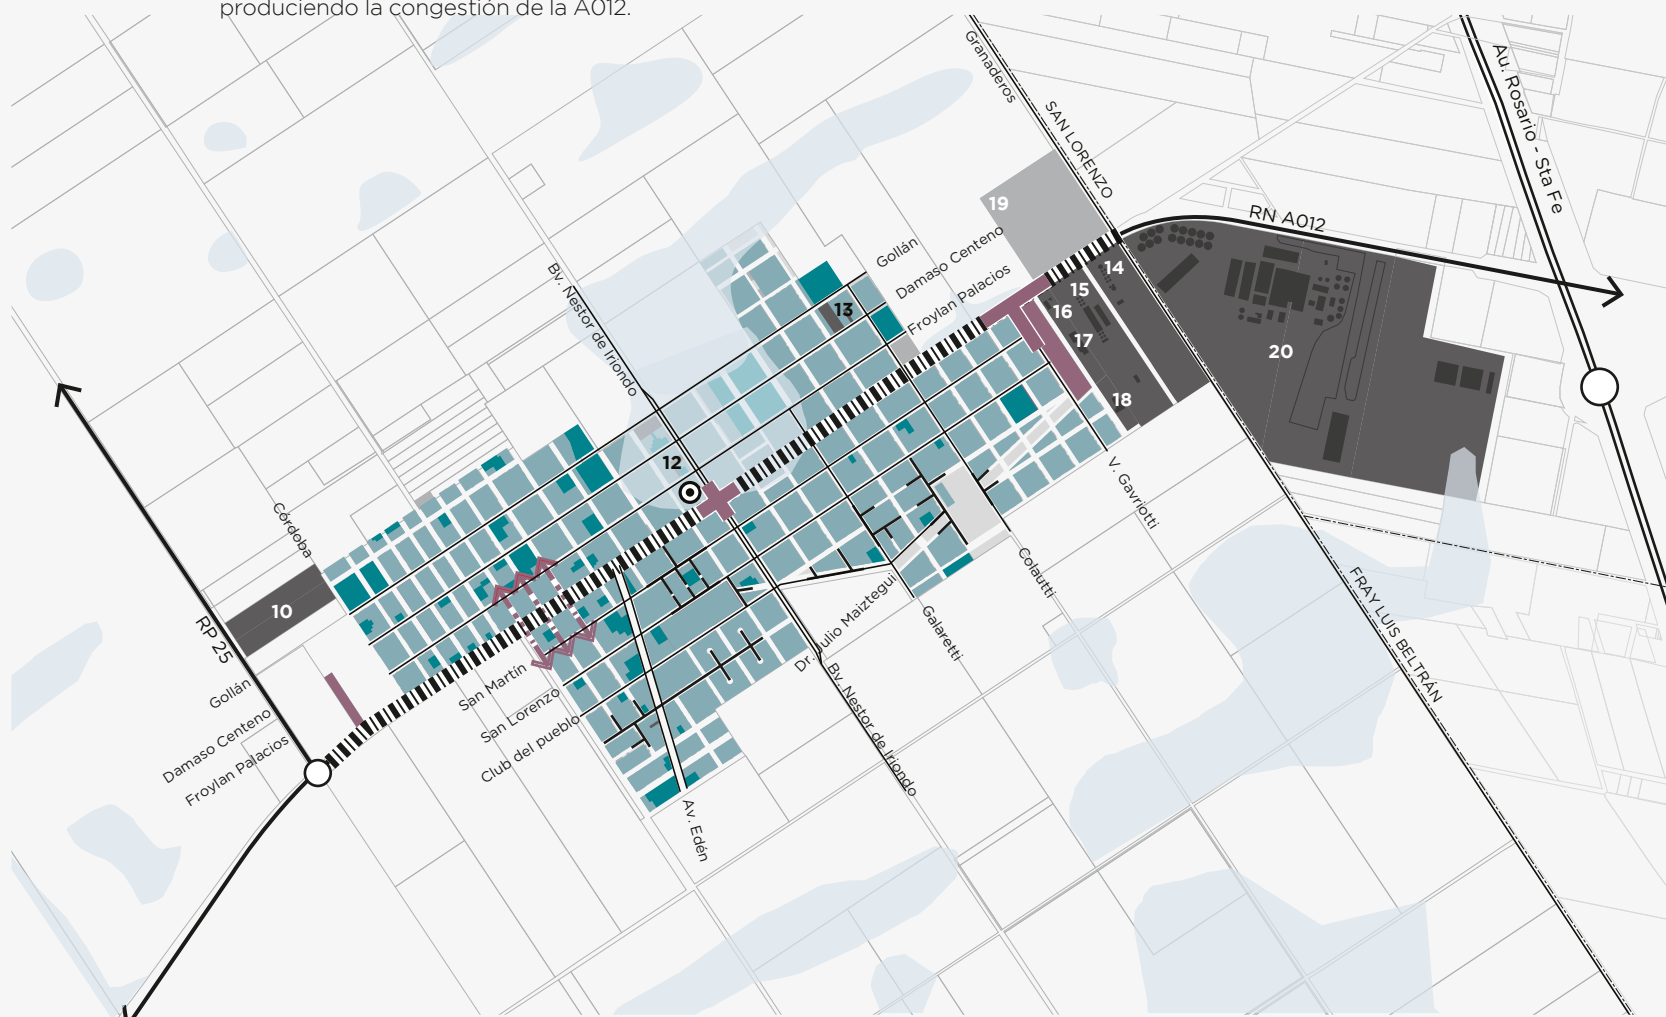 produciendo la congestión de la A012.
Granaderos
SAN LORENZO
Au. Rosario - Sta Fe
19
RN A012
Gollán
Damaso Centeno
Froylan Palacios
14
15
16
17
18
20
13
Bv. Nestor de Iriondo
12
Córdoba
10
RP 25
Gollán
Damaso Centeno
Froylan Palacios
San Martín
San Lorenzo
Club del pueblo
Av. Edén
Dr. Julio Maiztegui
Bv. Nestor de Iriondo
Galaretti
Colautti
V. Gavriotti
FRAY LUIS BELTRÁN